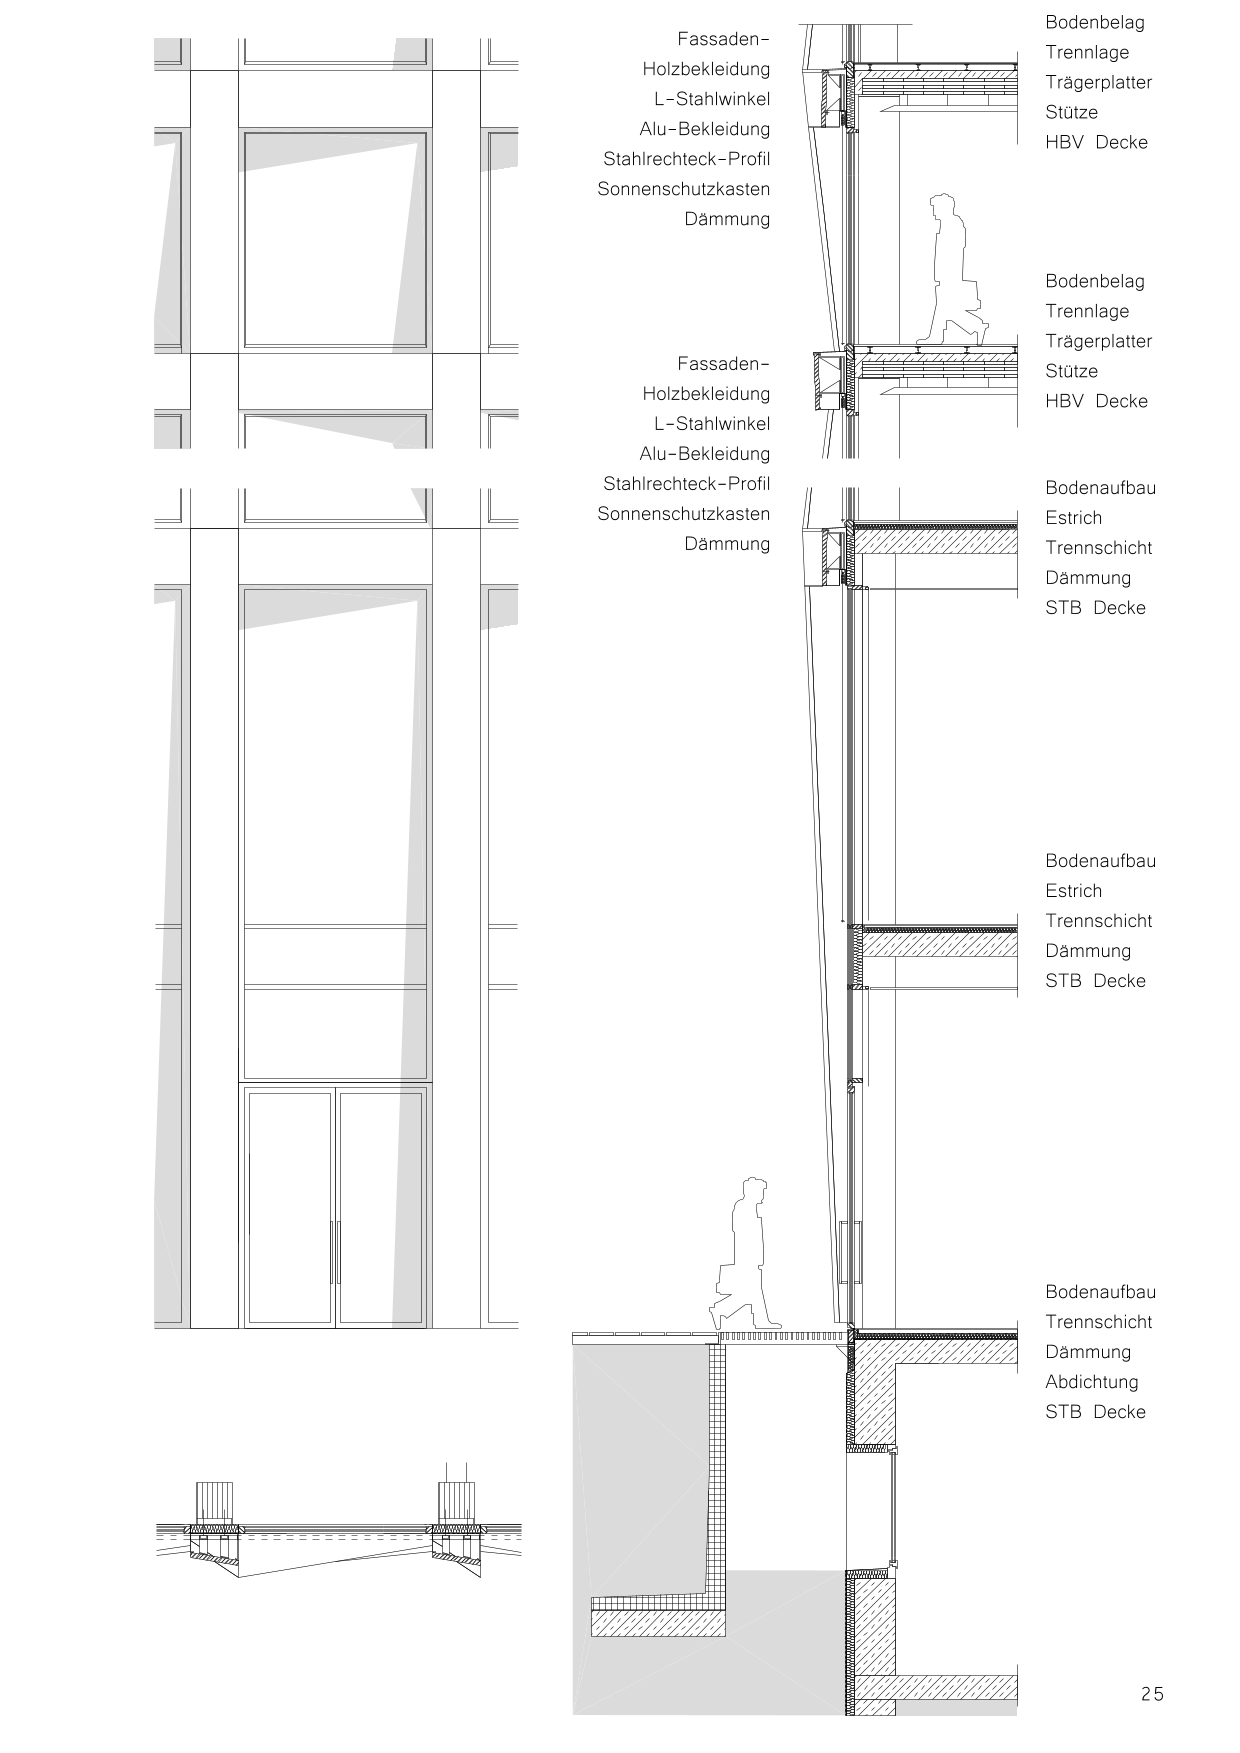 Fassaden-
Holzbekleidung
L-Stahlwinkel
Alu-Bekleidung
Stahlrechteck-Profil
Sonnenschutzkasten
Dämmung
Bodenbelag
Trennlage
Trägerplatter
Stütze
HBV Decke
Bodenbelag
Trennlage
Trägerplatter
Stütze
HBV Decke
Fassaden-
Holzbekleidung
L-Stahlwinkel
Alu-Bekleidung
Stahlrechteck-Profil
Sonnenschutzkasten
Dämmung
Bodenaufbau
Estrich
Trennschicht
Dämmung
STB Decke
Bodenaufbau
Estrich
Trennschicht
Dämmung
STB Decke
Bodenaufbau
Trennschicht
Dämmung
Abdichtung
STB Decke
25